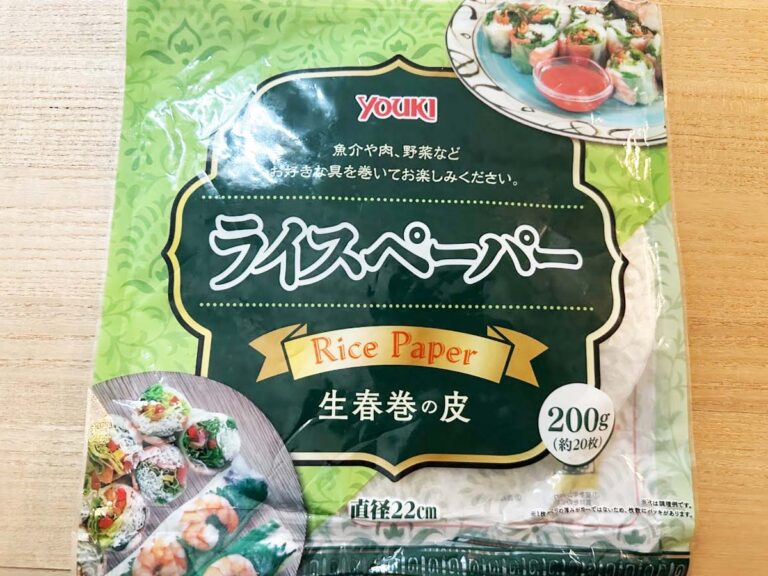 YOUKI
魚介や肉、野菜など
お好きな具を巻いてお楽しみください。
ライスペーパー
Rice Paper
生春巻の皮
200g
(約20枚)
直径22cm